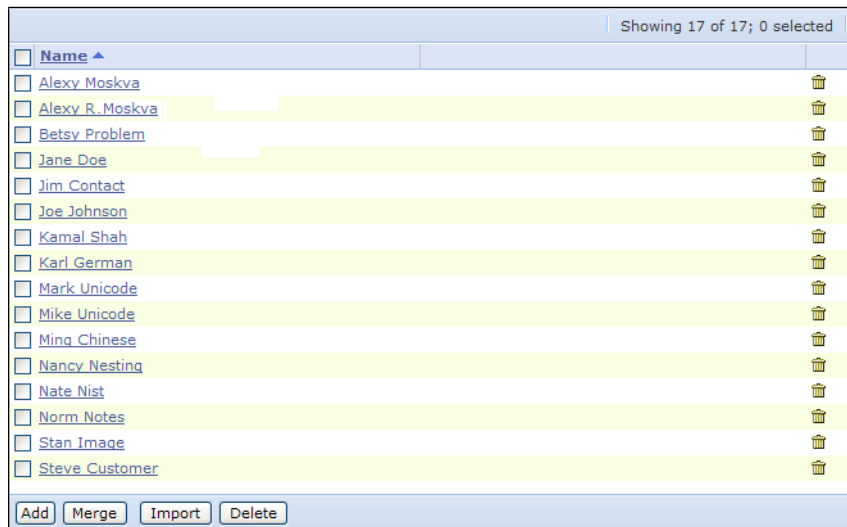 Showing 17 of 17; 0 selected
Name
Alexy Moskva
Alexy R.Moskva
Betsy Problem
Jane Doe
Jim Contact
Joe Johnson
Kamal Shah
Karl German
Mark Unicode
Mike Unicode
Ming Chinese
Nancy Nesting
Nate Nist
Norm Notes
Stan Image
Steve Customer
Add Merge Import Delete